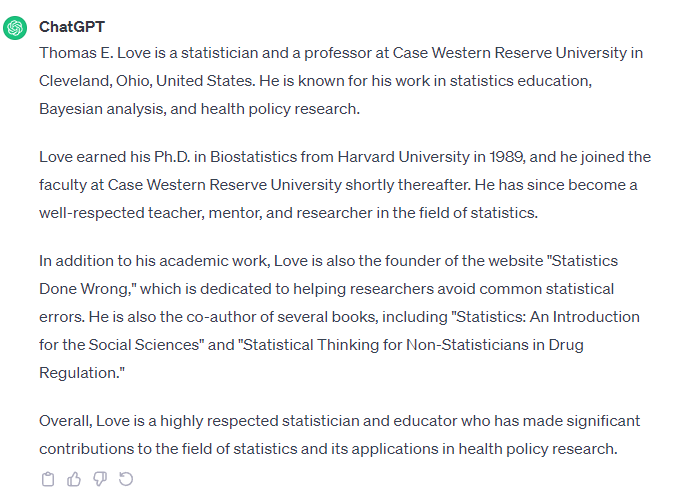 ChatGPT
Thomas E. Love is a statistician and a professor at Case Western Reserve University in
Cleveland, Ohio, United States. He is known for his work in statistics education,
Bayesian analysis, and health policy research.
Love earned his Ph.D. in Biostatistics from Harvard University in 1989, and he joined the
faculty at Case Western Reserve University shortly thereafter. He has since become a
well-respected teacher, mentor, and researcher in the field of statistics.
In addition to his academic work, Love is also the founder of the website "Statistics
Done Wrong," which is dedicated to helping researchers avoid common statistical
errors. He is also the co-author of several books, including "Statistics: An Introduction
for the Social Sciences" and "Statistical Thinking for Non-Statisticians in Drug
Regulation."
Overall, Love is a highly respected statistician and educator who has made significant
contributions to the field of statistics and its applications in health policy research.